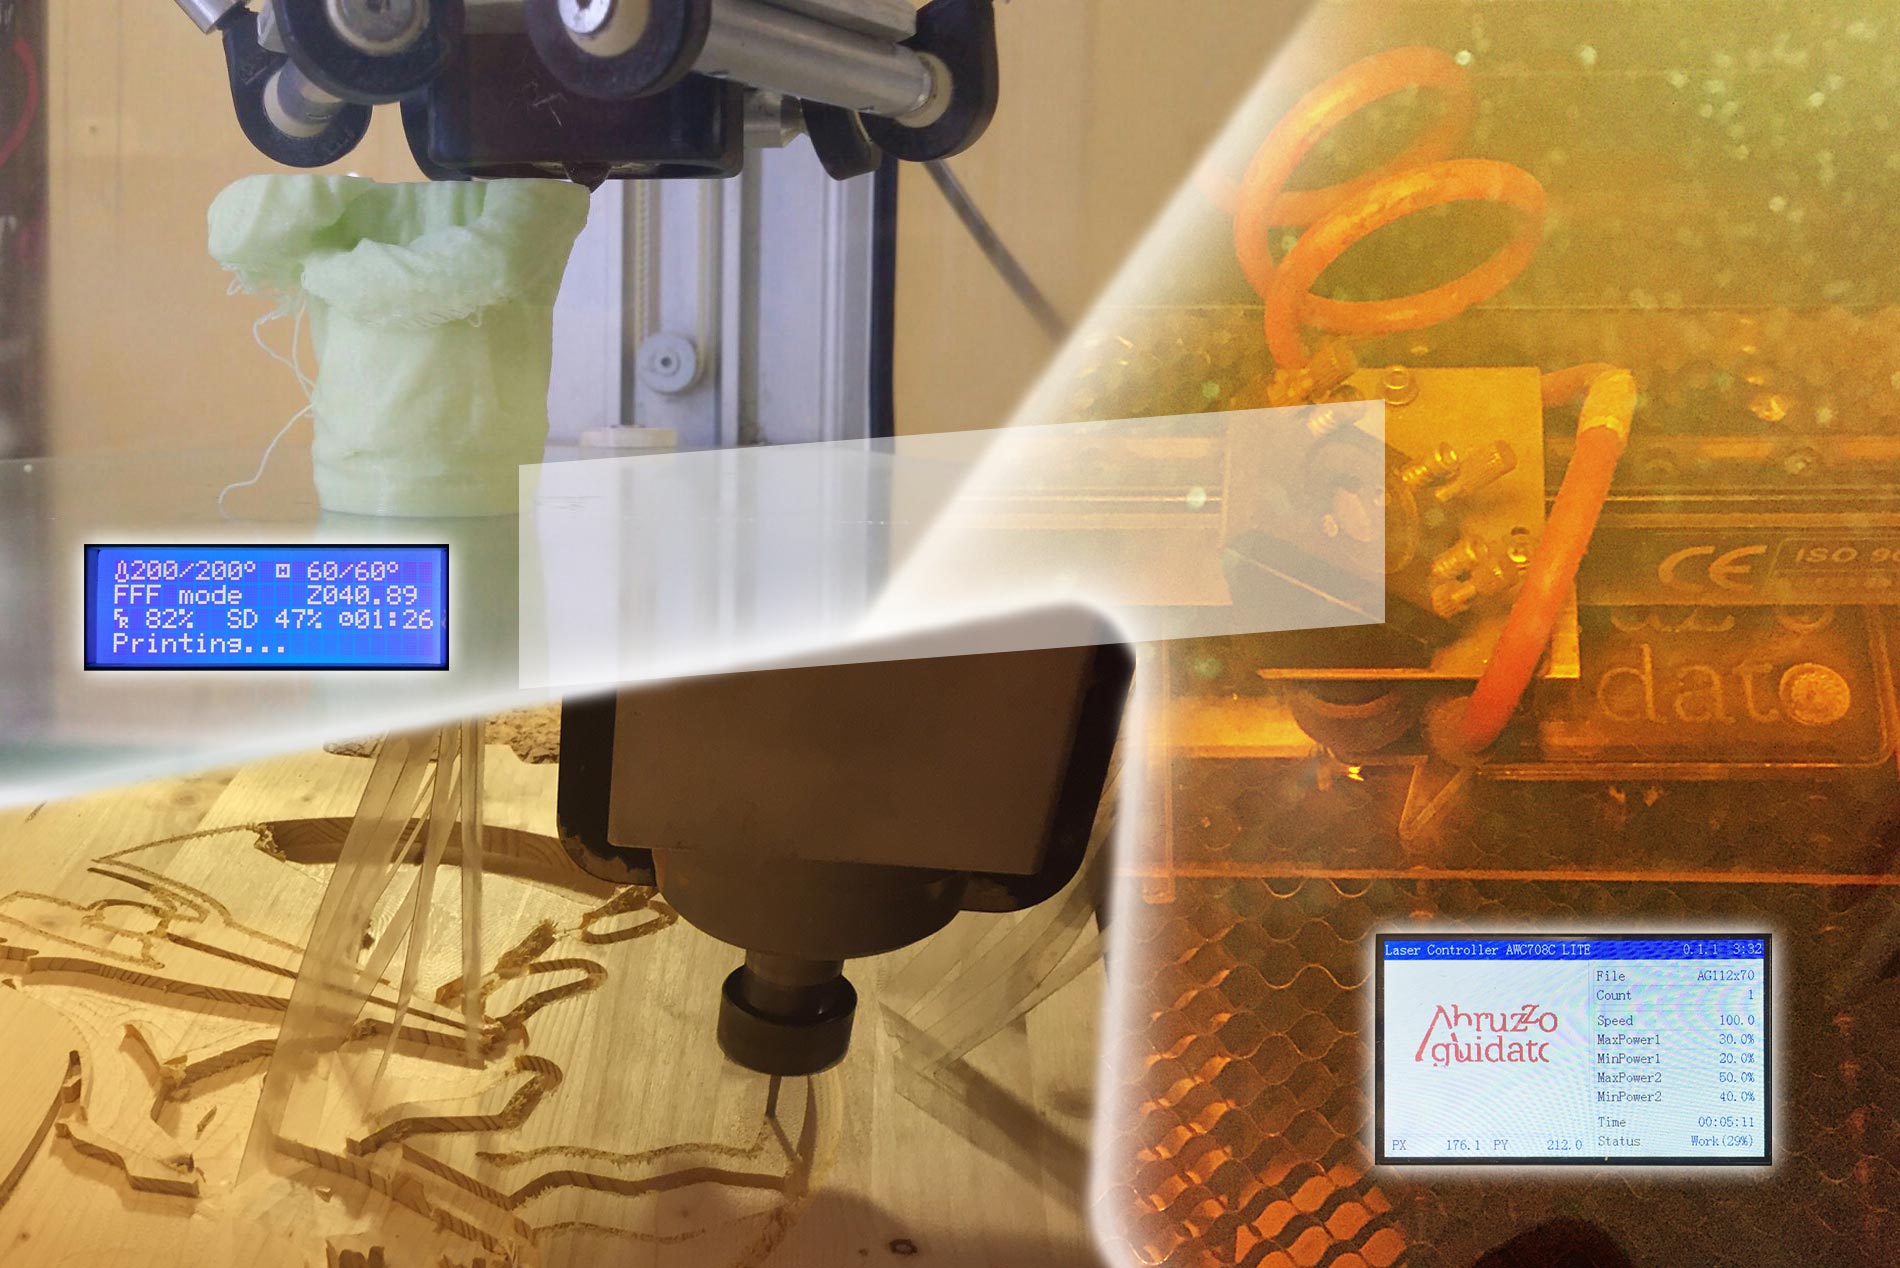 200/200° 60/60°
FFF mode Z040.89
82% SD 47% 01:26
Printing...
CE ISO
dato
Laser Controller AWC708C LITE 0.1.1 3:32
File AG112x70
Count 1
Abruzzo
guidato
Speed 100.0
MaxPower1 30.0%
MinPower1 20.0%
MaxPower2 50.0%
MinPower2 40.0%
Time 00:05:11
Status Work(29%)
PX 176.1 PY 212.0